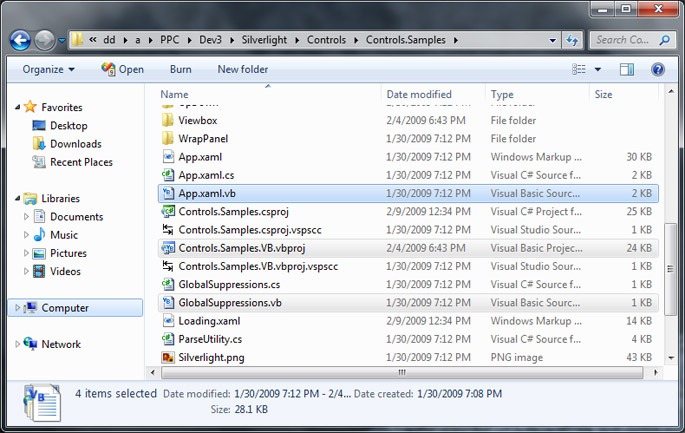 « dd ▸ a ▸ PPC ▸ Dev3 ▸ Silverlight ▸ Controls ▸ Controls.Samples ▸ Search Co...
Organize Open Burn New folder
Favorites
Desktop
Downloads
Recent Places
Libraries
Documents
Music
Pictures
Videos
Computer
Network
Name Date modified Type Size
1/30/2009 7:12 PM File folder
Viewbox 2/4/2009 6:43 PM File folder
WrapPanel 1/30/2009 7:12 PM File folder
App.xaml 1/30/2009 7:12 PM Windows Markup ... 30 KB
App.xaml.cs 1/30/2009 7:12 PM Visual C# Source f... 2 KB
App.xaml.vb 1/30/2009 7:12 PM Visual Basic Sourc... 2 KB
Controls.Samples.csproj 2/9/2009 12:34 PM Visual C# Project f... 25 KB
Controls.Samples.csproj.vspscc 1/30/2009 7:12 PM Visual Studio Sour... 1 KB
Controls.Samples.VB.vbproj 2/4/2009 6:43 PM Visual Basic Projec... 24 KB
Controls.Samples.VB.vbproj.vspscc 1/30/2009 7:12 PM Visual Studio Sour... 1 KB
GlobalSuppressions.cs 1/30/2009 7:12 PM Visual C# Source f... 1 KB
GlobalSuppressions.vb 1/30/2009 7:12 PM Visual Basic Sourc... 1 KB
Loading.xaml 2/9/2009 12:34 PM Windows Markup ... 14 KB
ParseUtility.cs 1/30/2009 7:12 PM Visual C# Source f... 4 KB
Silverlight.png 1/30/2009 7:12 PM PNG image 43 KB
VB
4 items selected Date modified: 1/30/2009 7:12 PM - 2/4... Date created: 1/30/2009 7:08 PM
Size: 28.1 KB